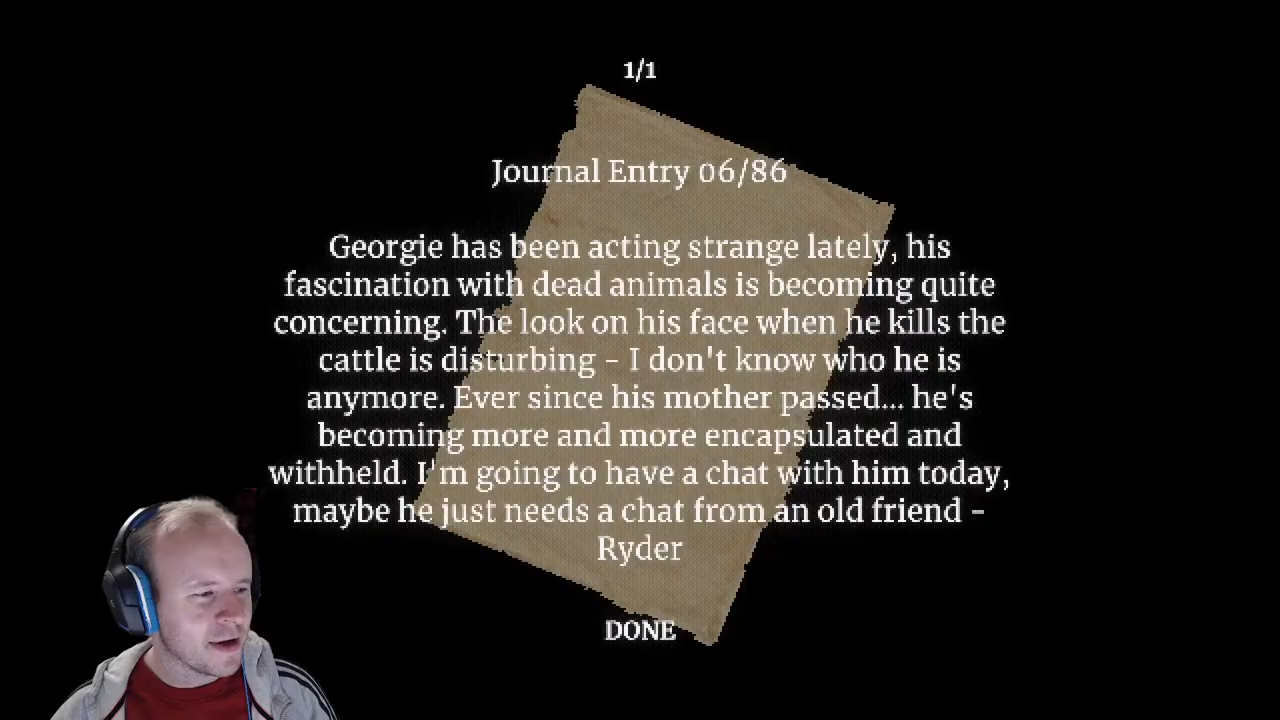 1/1
Journal Entry 06/86
Georgie has been acting strange lately, his
fascination with dead animals is becoming quite
concerning. The look on his face when he kills the
cattle is disturbing - I don't know who he is
anymore. Ever since his mother passed... he's
becoming more and more encapsulated and
withheld. I'm going to have a chat with him today,
maybe he just needs a chat from an old friend -
Ryder
DONE